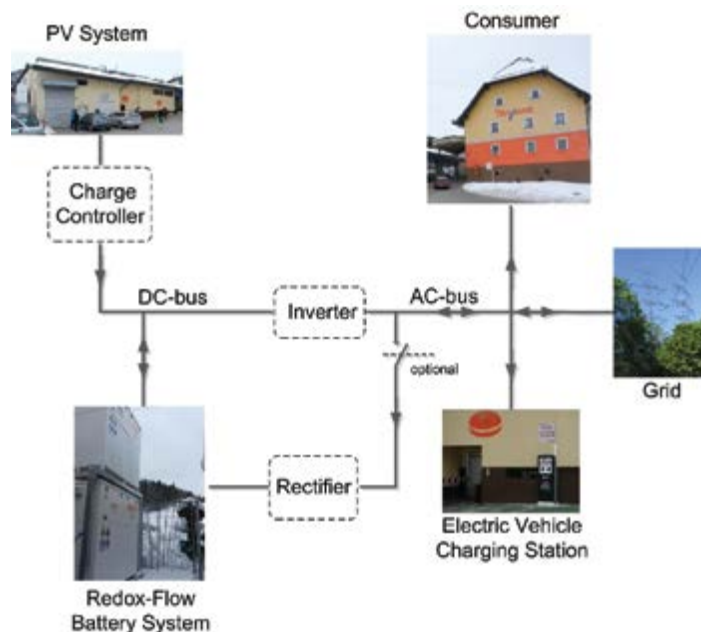 PV System
Consumer
Charge
Controller
DC-bus
Inverter
AC-bus
optional
Grid
Rectifier
Electric Vehicle
Charging Station
Redox-Flow
Battery System